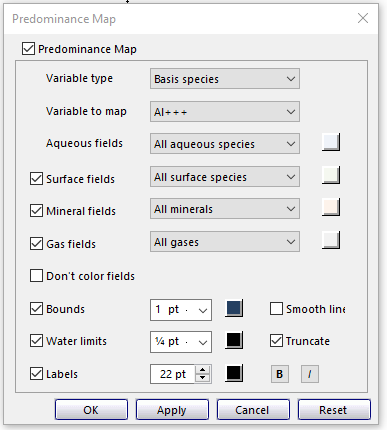 Predominance Map
Predominance Map
Variable type Basis species
Variable to map Al+++
Aqueous fields All aqueous species
Surface fields All surface species
Mineral fields All minerals
Gas fields All gases
Don't color fields
Bounds 1 pt · Smooth line
Water limits ¼ pt · Truncate
Labels 22 pt B I
OK Apply Cancel Reset